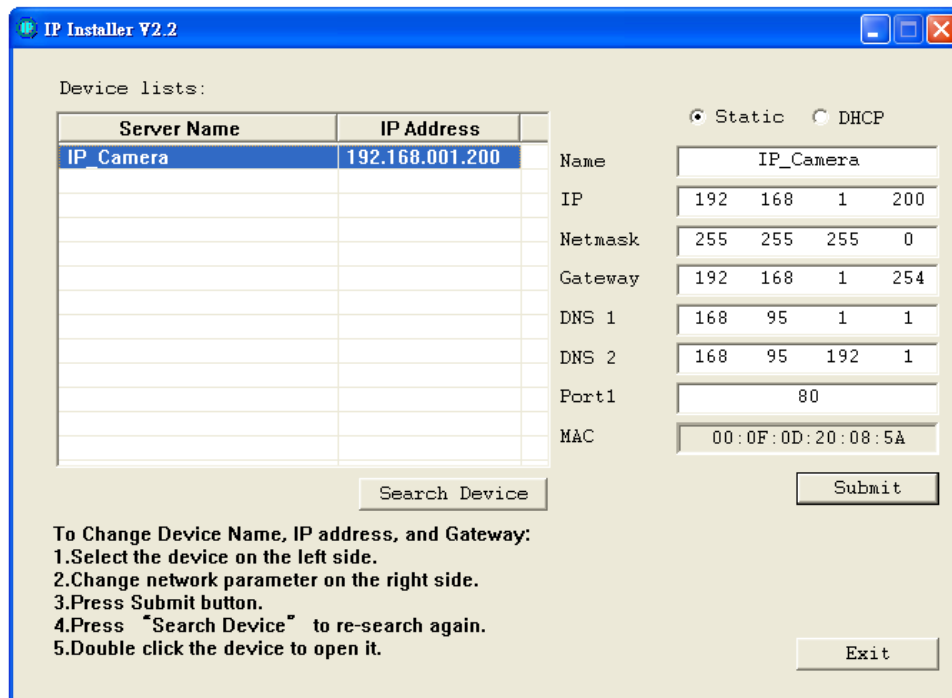 IP Installer V2.2
Device lists:
Server Name IP Address
IP_Camera 192.168.001.200
Static DHCP
Name IP_Camera
IP 192 168 1 200
Netmask 255 255 255 0
Gateway 192 168 1 254
DNS 1 168 95 1 1
DNS 2 168 95 192 1
Port1 80
MAC 00:0F:0D:20:08:5A
Search Device
Submit
To Change Device Name, IP address, and Gateway:
1.Select the device on the left side.
2.Change network parameter on the right side.
3.Press Submit button.
4.Press “Search Device” to re-search again.
5.Double click the device to open it.
Exit